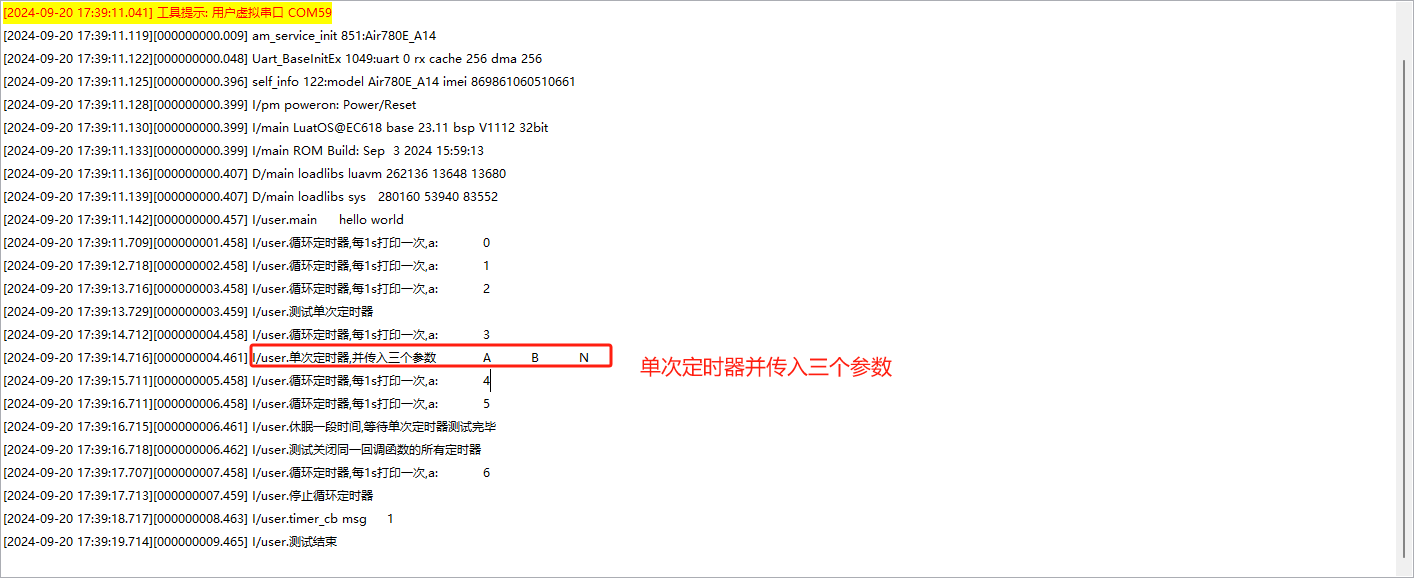 [2024-09-20 17:39:11.041] 工具提示: 用户虚拟串口 COM59
[2024-09-20 17:39:11.119][000000000.009] am_service_init 851:Air780E_A14
[2024-09-20 17:39:11.122][000000000.048] Uart_BaseInitEx 1049:uart 0 rx cache 256 dma 256
[2024-09-20 17:39:11.125][000000000.396] self_info 122:model Air780E_A14 imei 869861060510661
[2024-09-20 17:39:11.128][000000000.399] I/pm poweron: Power/Reset
[2024-09-20 17:39:11.130][000000000.399] I/main LuatOS@EC618 base 23.11 bsp V1112 32bit
[2024-09-20 17:39:11.133][000000000.399] I/main ROM Build: Sep  3 2024 15:59:13
[2024-09-20 17:39:11.136][000000000.407] D/main loadlibs luavm 262136 13648 13680
[2024-09-20 17:39:11.139][000000000.407] D/main loadlibs sys   280160 53940 83552
[2024-09-20 17:39:11.142][000000000.457] I/user.main	hello world
[2024-09-20 17:39:11.709][000000001.458] I/user.循环定时器,每1s打印一次,a:	0
[2024-09-20 17:39:12.718][000000002.458] I/user.循环定时器,每1s打印一次,a:	1
[2024-09-20 17:39:13.716][000000003.458] I/user.循环定时器,每1s打印一次,a:	2
[2024-09-20 17:39:13.729][000000003.459] I/user.测试单次定时器
[2024-09-20 17:39:14.712][000000004.458] I/user.循环定时器,每1s打印一次,a:	3
[2024-09-20 17:39:14.716][000000004.461] I/user.单次定时器,并传入三个参数	A	B	N
单次定时器并传入三个参数
[2024-09-20 17:39:15.711][000000005.458] I/user.循环定时器,每1s打印一次,a:	4
[2024-09-20 17:39:16.711][000000006.458] I/user.循环定时器,每1s打印一次,a:	5
[2024-09-20 17:39:16.715][000000006.461] I/user.休眠一段时间,等待单次定时器测试完毕
[2024-09-20 17:39:16.718][000000006.462] I/user.测试关闭同一回调函数的所有定时器
[2024-09-20 17:39:17.707][000000007.458] I/user.循环定时器,每1s打印一次,a:	6
[2024-09-20 17:39:17.713][000000007.459] I/user.停止循环定时器
[2024-09-20 17:39:18.717][000000008.463] I/user.timer_cb msg	1
[2024-09-20 17:39:19.714][000000009.465] I/user.测试结束